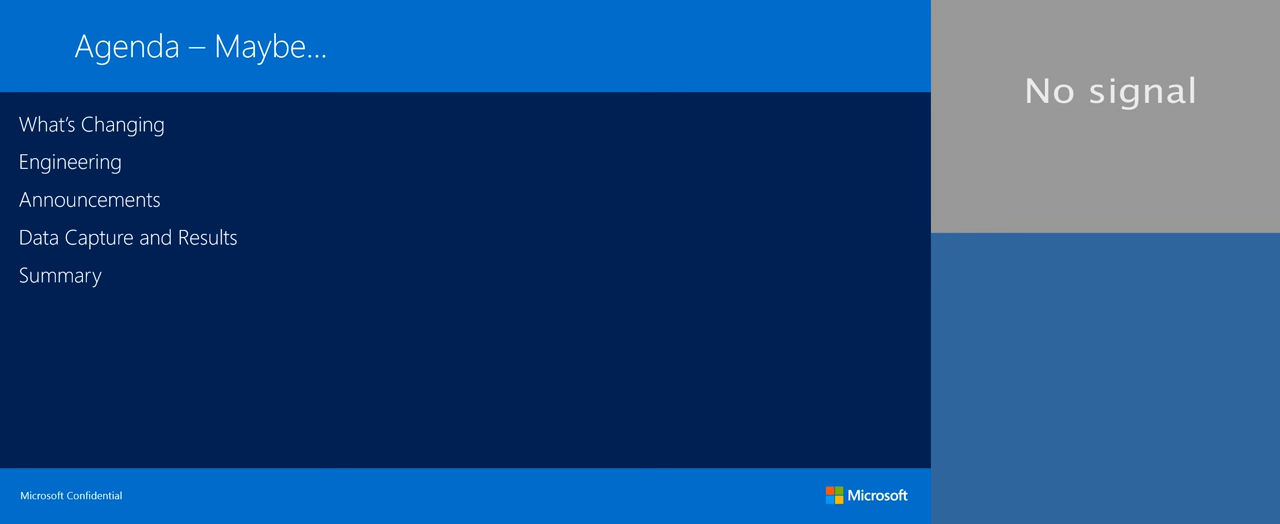 Agenda – Maybe...
No signal
What's Changing
Engineering
Announcements
Data Capture and Results
Summary
Microsoft Confidential
Microsoft